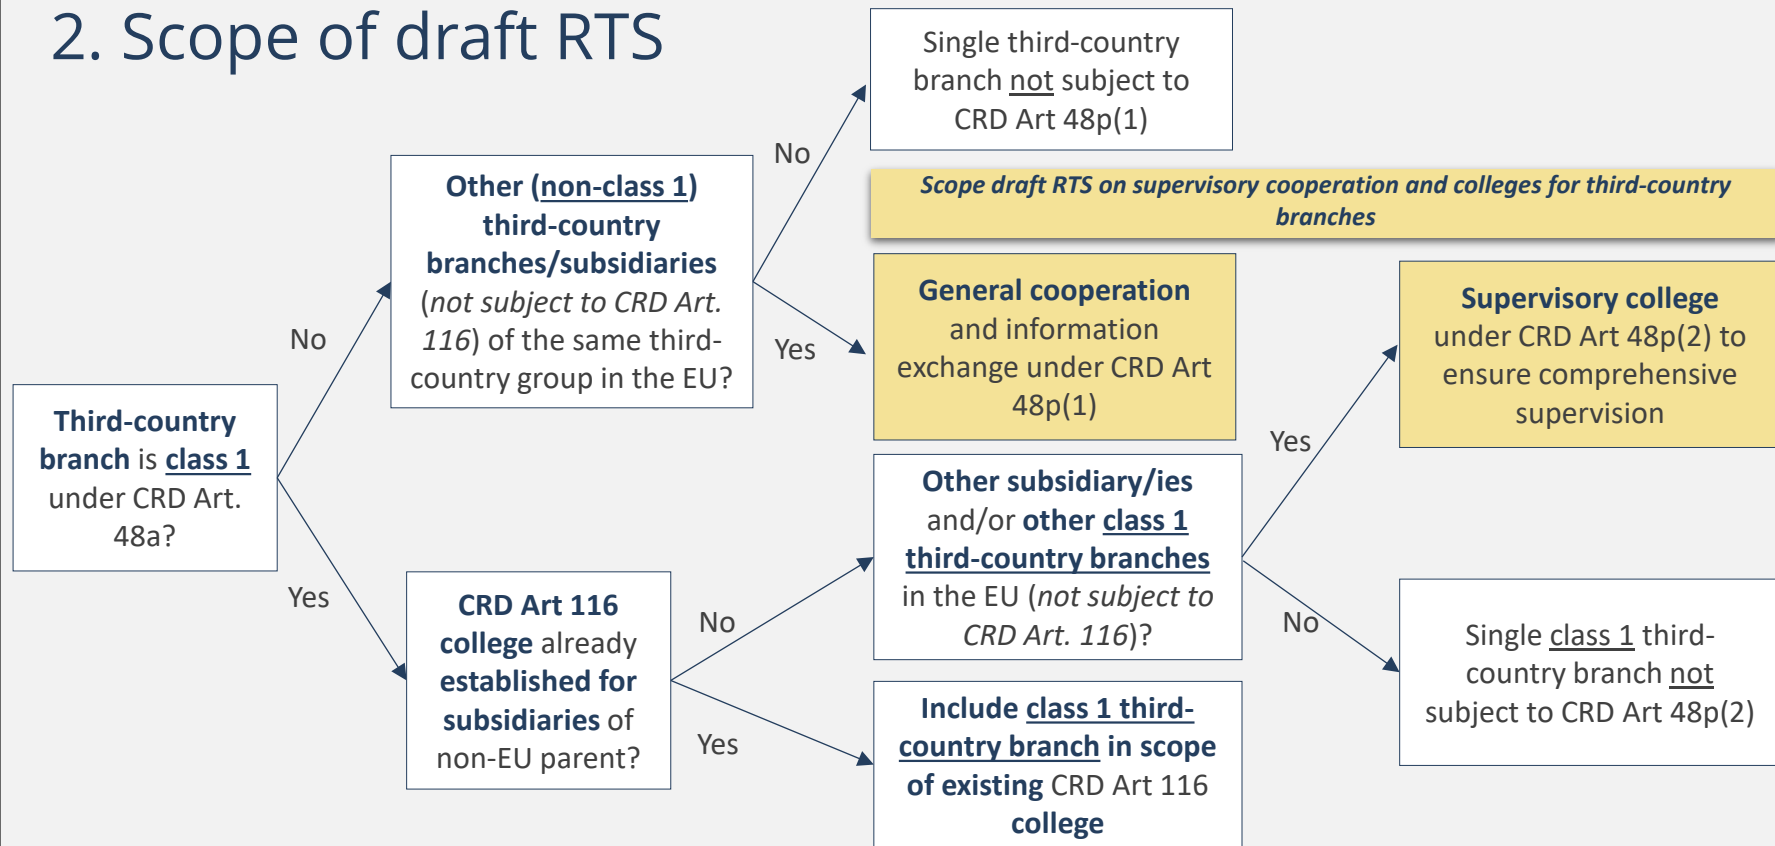 2. Scope of draft RTS
Single third-country
branch not subject to
CRD Art 48p(1)
No
Other (non-class 1)
third-country
branches/subsidiaries
(not subject to CRD Art.
116) of the same third-
country group in the EU?
Scope draft RTS on supervisory cooperation and colleges for third-country
branches
General cooperation
and information
exchange under CRD Art
48p(1)
Supervisory college
under CRD Art 48p(2) to
ensure comprehensive
supervision
No
Yes
Third-country
branch is class 1
under CRD Art.
48a?
Yes
Other subsidiary/ies
and/or other class 1
third-country branches
in the EU (not subject to
CRD Art. 116)?
Yes
CRD Art 116
college already
established for
subsidiaries of
non-EU parent?
No
No
Single class 1 third-
country branch not
subject to CRD Art 48p(2)
Yes
Include class 1 third-
country branch in scope
of existing CRD Art 116
college